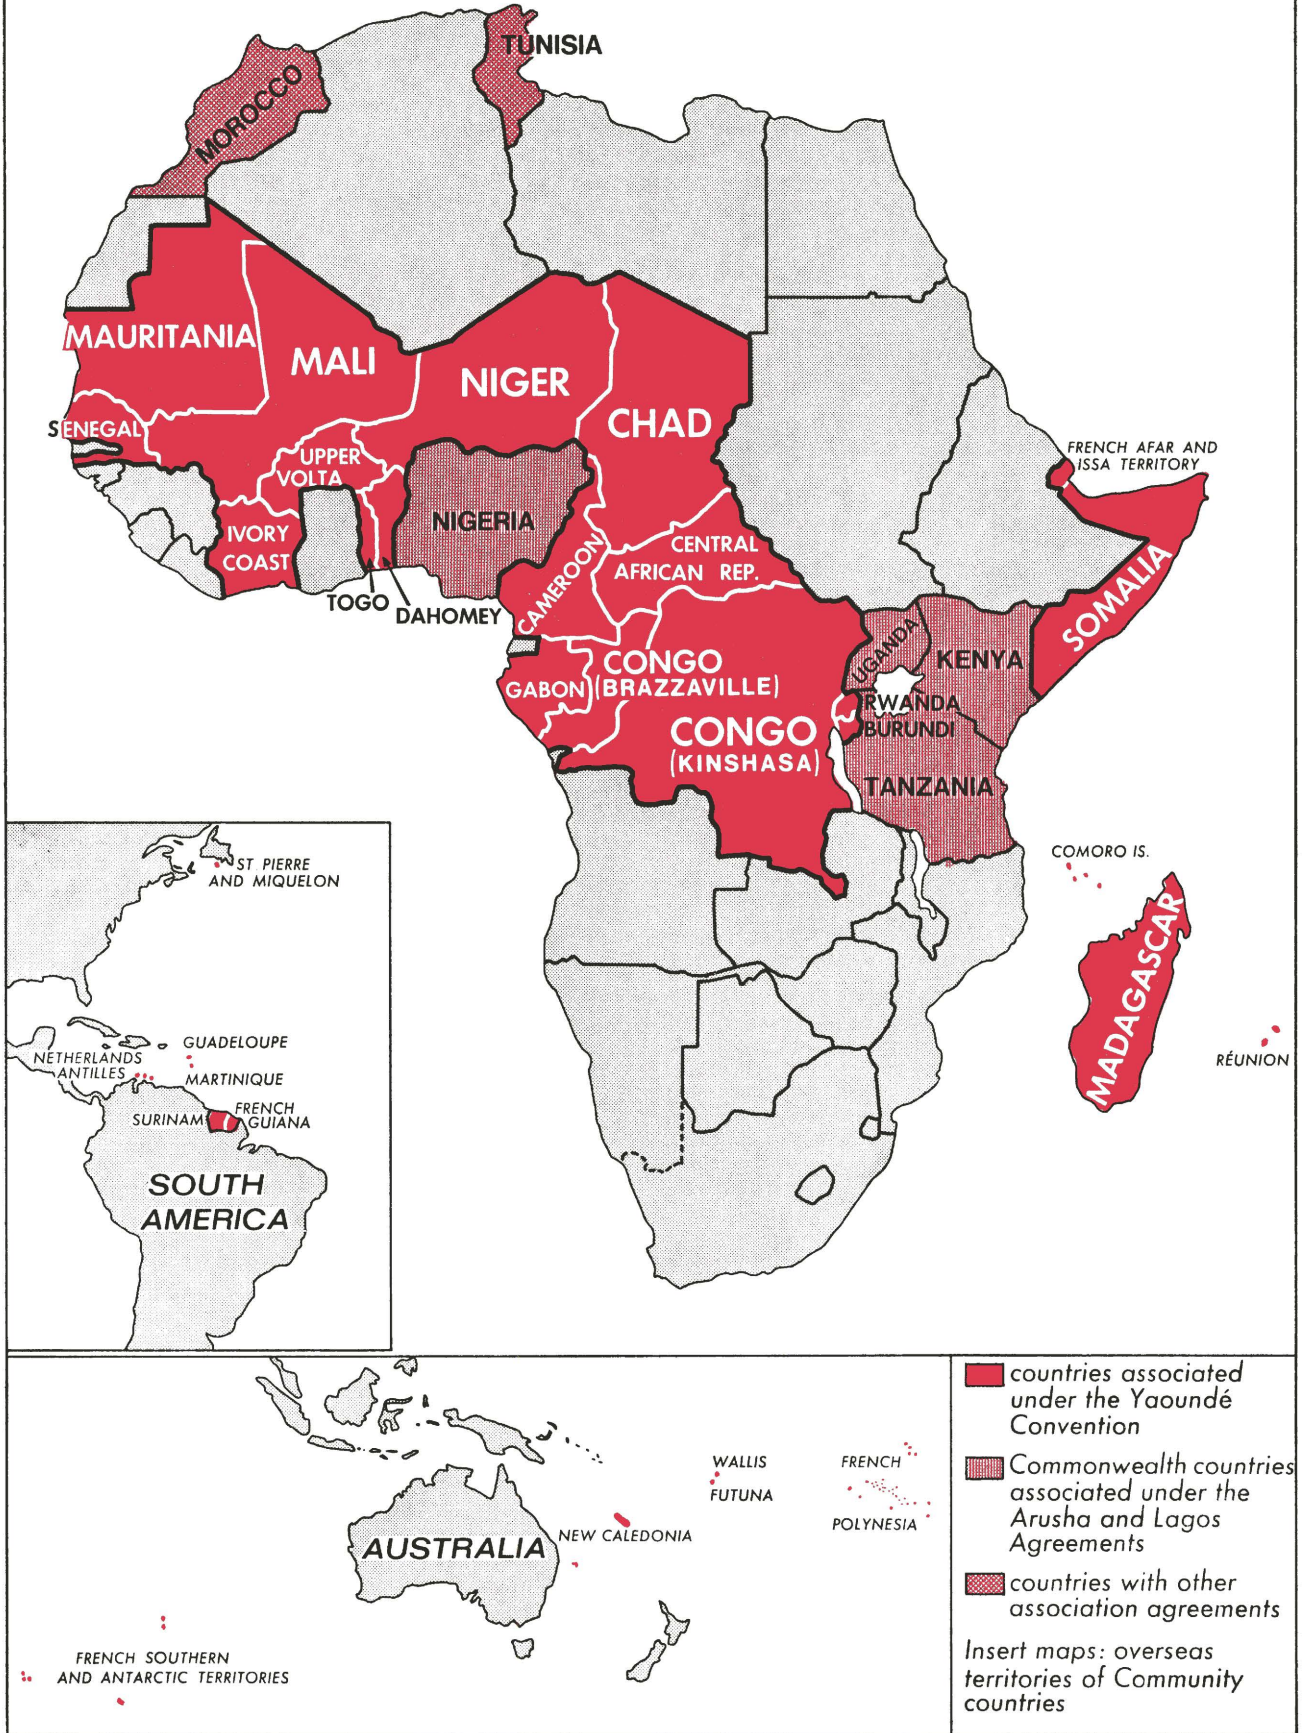 TUNISIA
MOROCCO
MAURITANIA
MALI
NIGER
CHAD
SENEGAL
UPPER
VOLTA
FRENCH AFAR AND
ISSA TERRITORY
NIGERIA
IVORY
COAST
CENTRAL
AFRICAN REP.
CAMEROON
SOMALIA
TOGO
DAHOMEY
UGANDA
KENYA
CONGO
(BRAZZAVILLE)
GABON
RWANDA
BURUNDI
CONGO
(KINSHASA)
TANZANIA
COMORO IS.
MADAGASCAR
RÉUNION
ST. PIERRE
AND MIQUELON
GUADELOUPE
NETHERLANDS
ANTILLES
MARTINIQUE
SURINAM
FRENCH
GUIANA
SOUTH
AMERICA
WALLIS
FUTUNA
FRENCH
POLYNESIA
NEW CALEDONIA
AUSTRALIA
FRENCH SOUTHERN
AND ANTARCTIC TERRITORIES
countries associated
under the Yaoundé
Convention
Commonwealth countries
associated under the
Arusha and Lagos
Agreements
countries with other
association agreements
Insert maps: overseas
territories of Community
countries